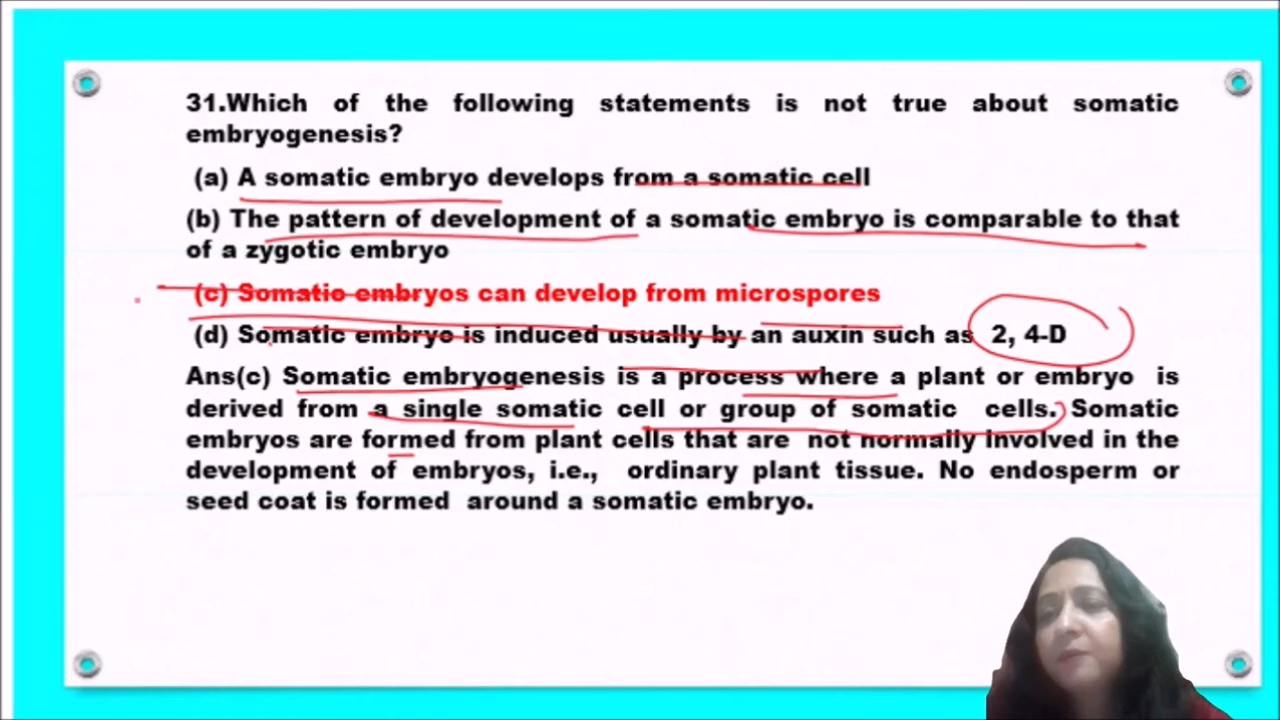 31.Which of the following statements is not true about somatic
embryogenesis?
(a) A somatic embryo develops from a somatic cell
(b) The pattern of development of a somatic embryo is comparable to that
of a zygotic embryo
(c) Somatic embryos can develop from microspores
(d) Somatic embryo is induced usually by an auxin such as 2, 4-D
Ans(c) Somatic embryogenesis is a process where a plant or embryo is
derived from a single somatic cell or group of somatic cells. Somatic
embryos are formed from plant cells that are not normally involved in the
development of embryos, i.e., ordinary plant tissue. No endosperm or
seed coat is formed around a somatic embryo.